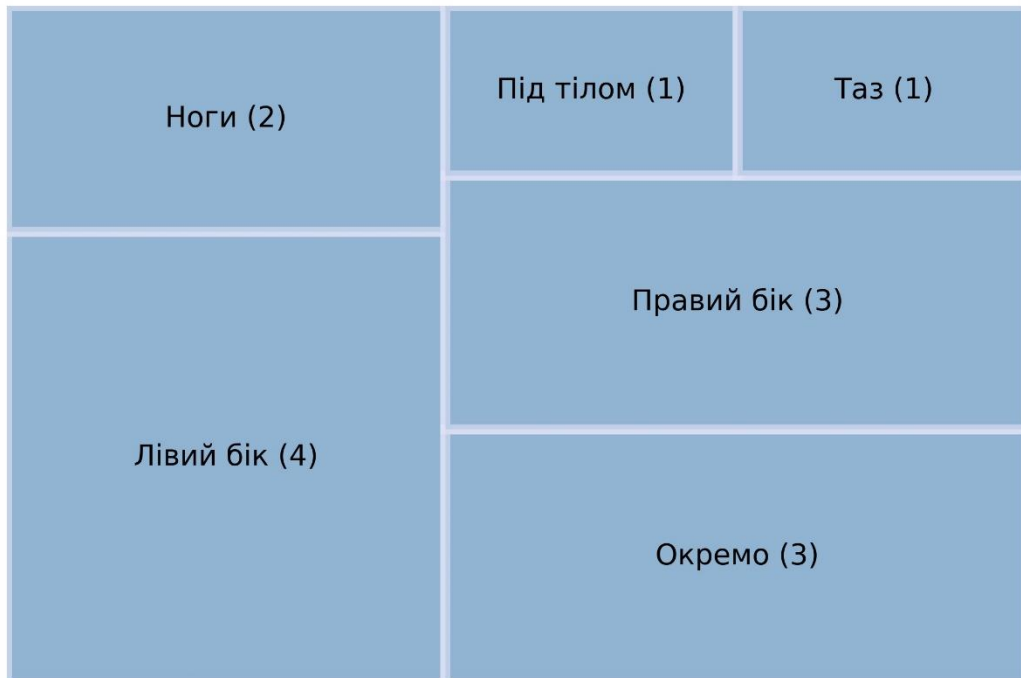 Ноги (2)
Під тілом (1)
Таз (1)
Правий бік (3)
Лівий бік (4)
Окремо (3)